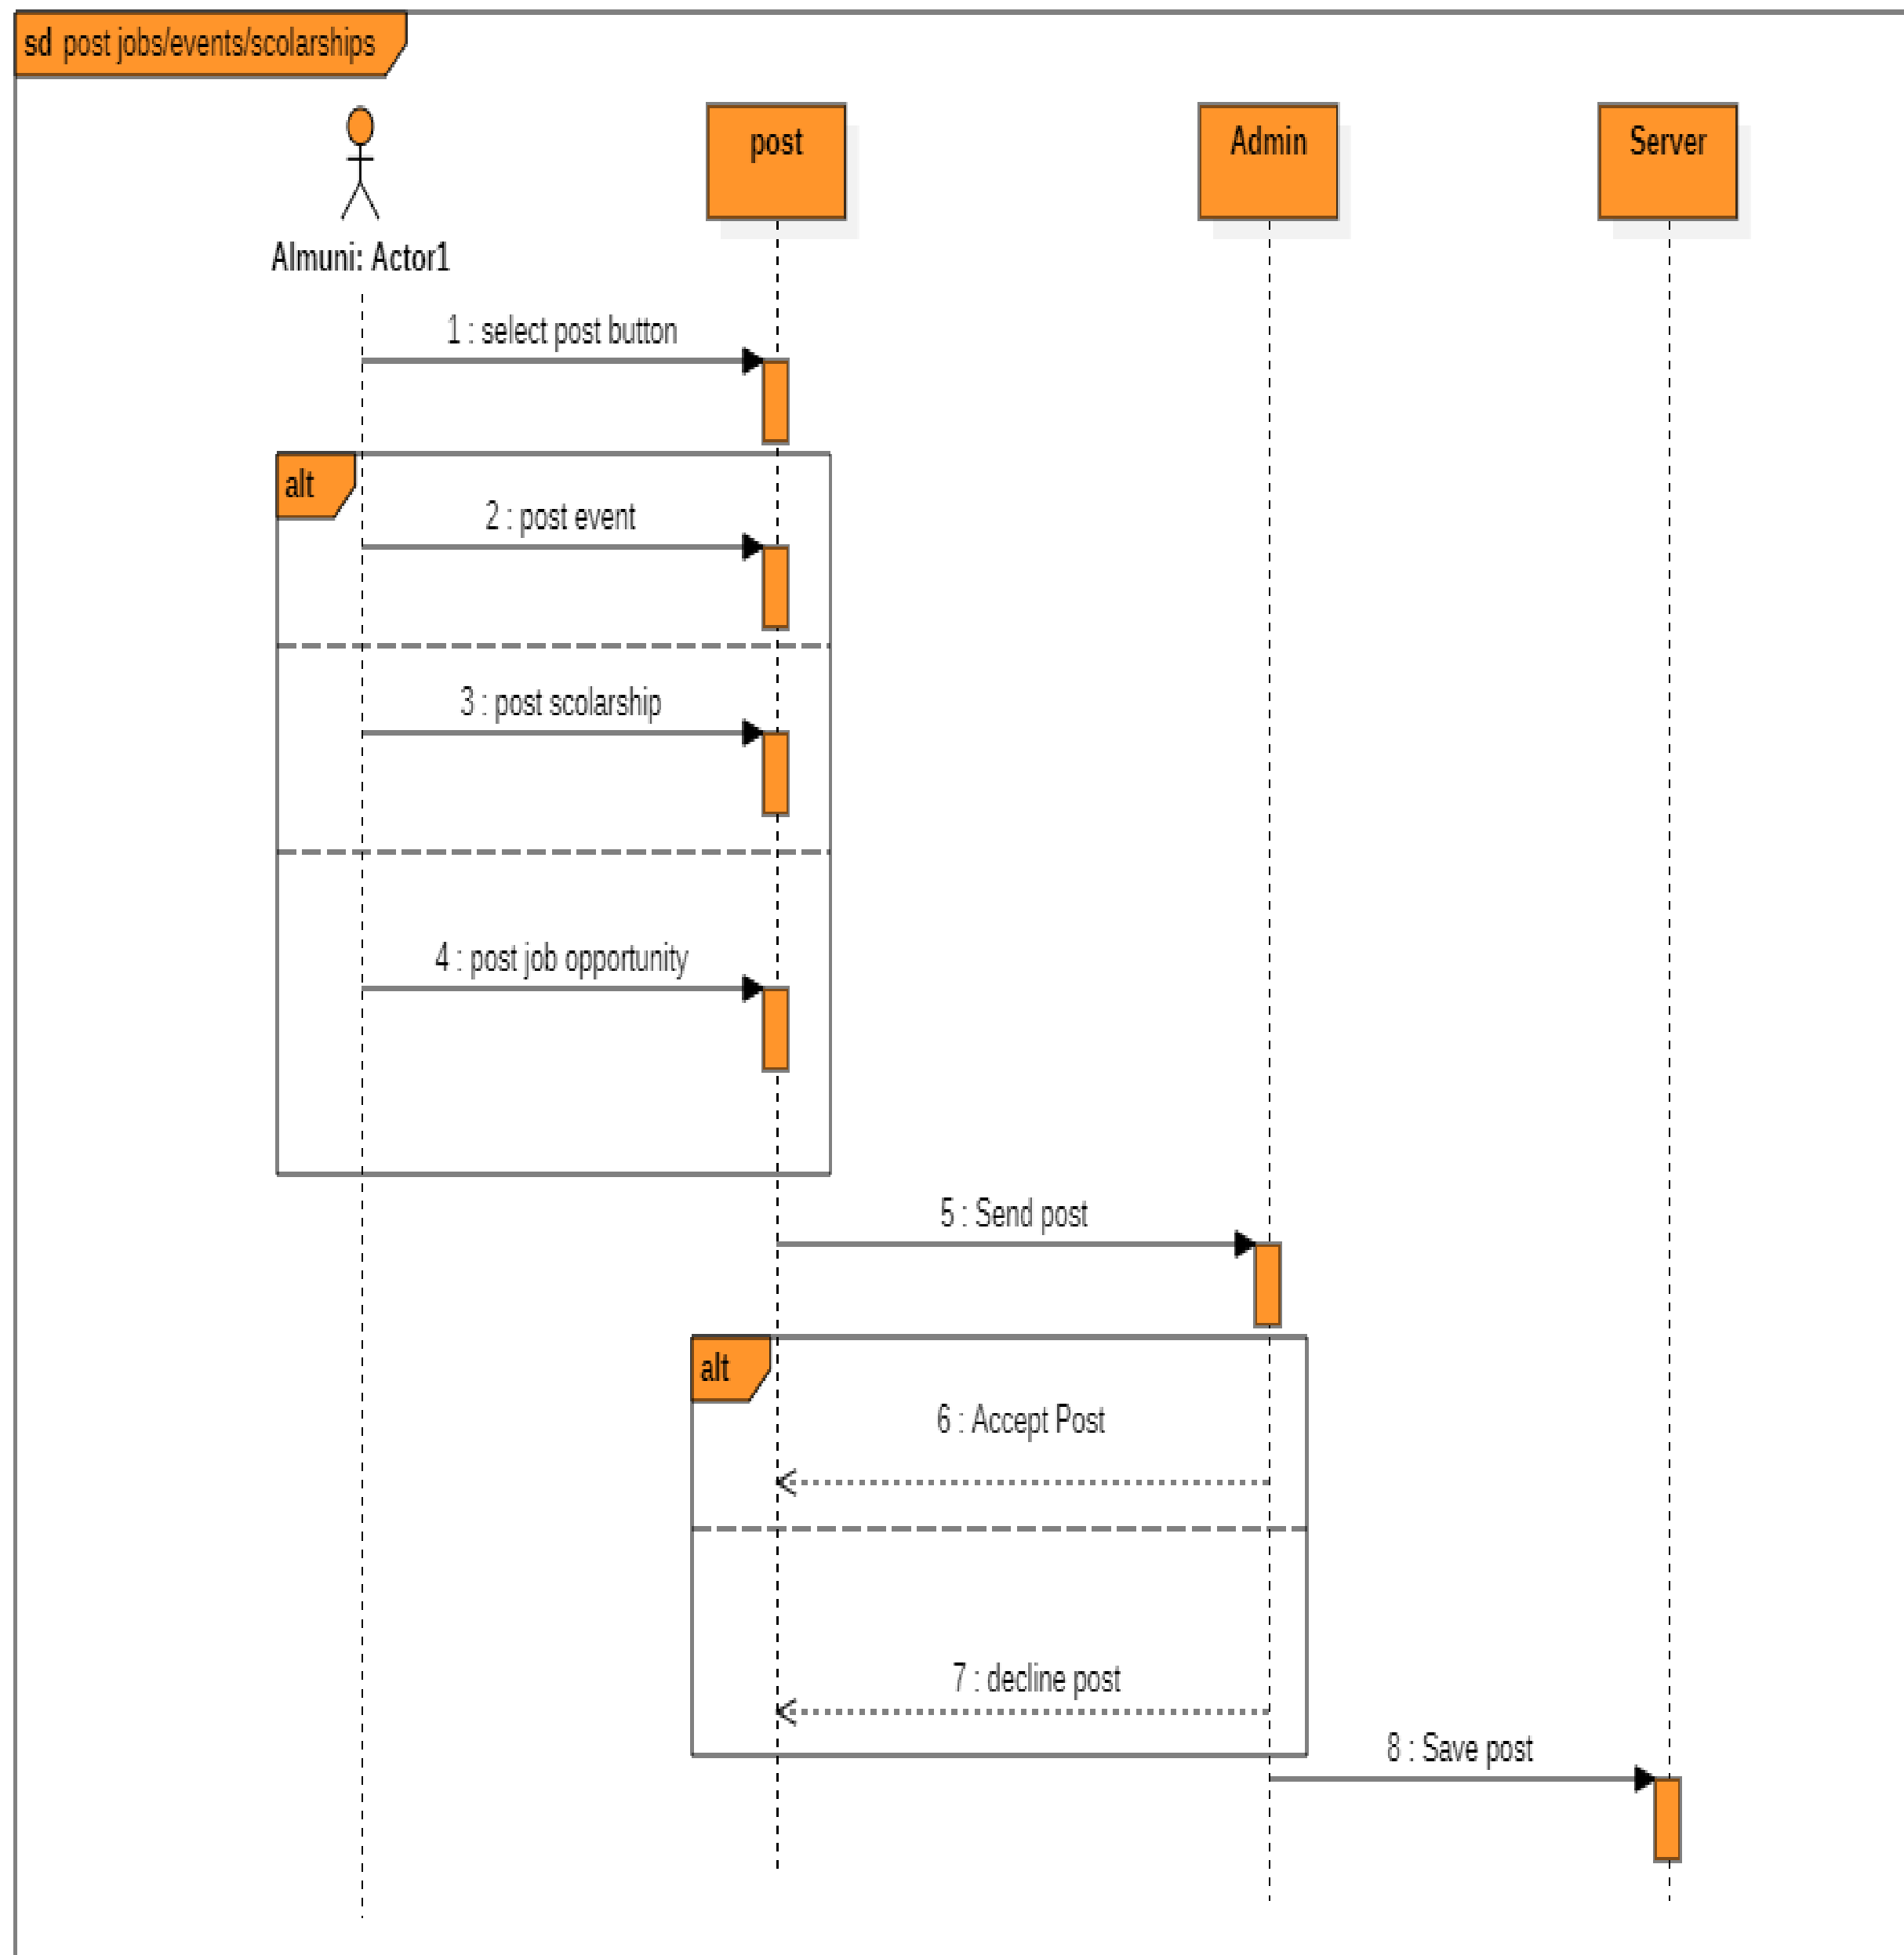 sd post jobs/events/scolarships
post
Admin
Server
Almuni: Actor1
1 : select post button
alt
2 : post event
3 : post scolarship
4 : post job opportunity
5 : Send post
alt
6 : Accept Post
7 : decline post
8 : Save post